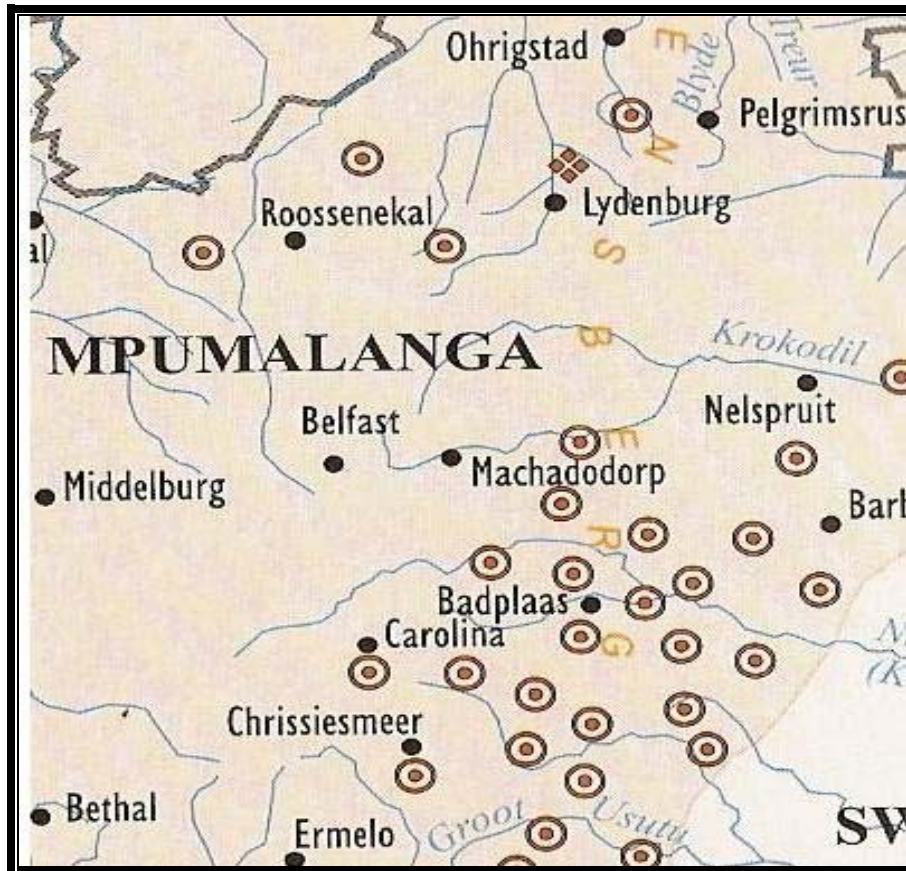 Ohrigstad
E
Blyde
Treur
Pelgrimsrus
A
Lydenburg
Roossenekal
al
S
MPUMALANGA
B
Krokodil
Nelspruit
Belfast
E
Machadodorp
Middelburg
Barb
R
Badplaas
Carolina
G
M
(K
Chrissiesmeer
Bethal
Groot
Usutu
Ermelo
SW